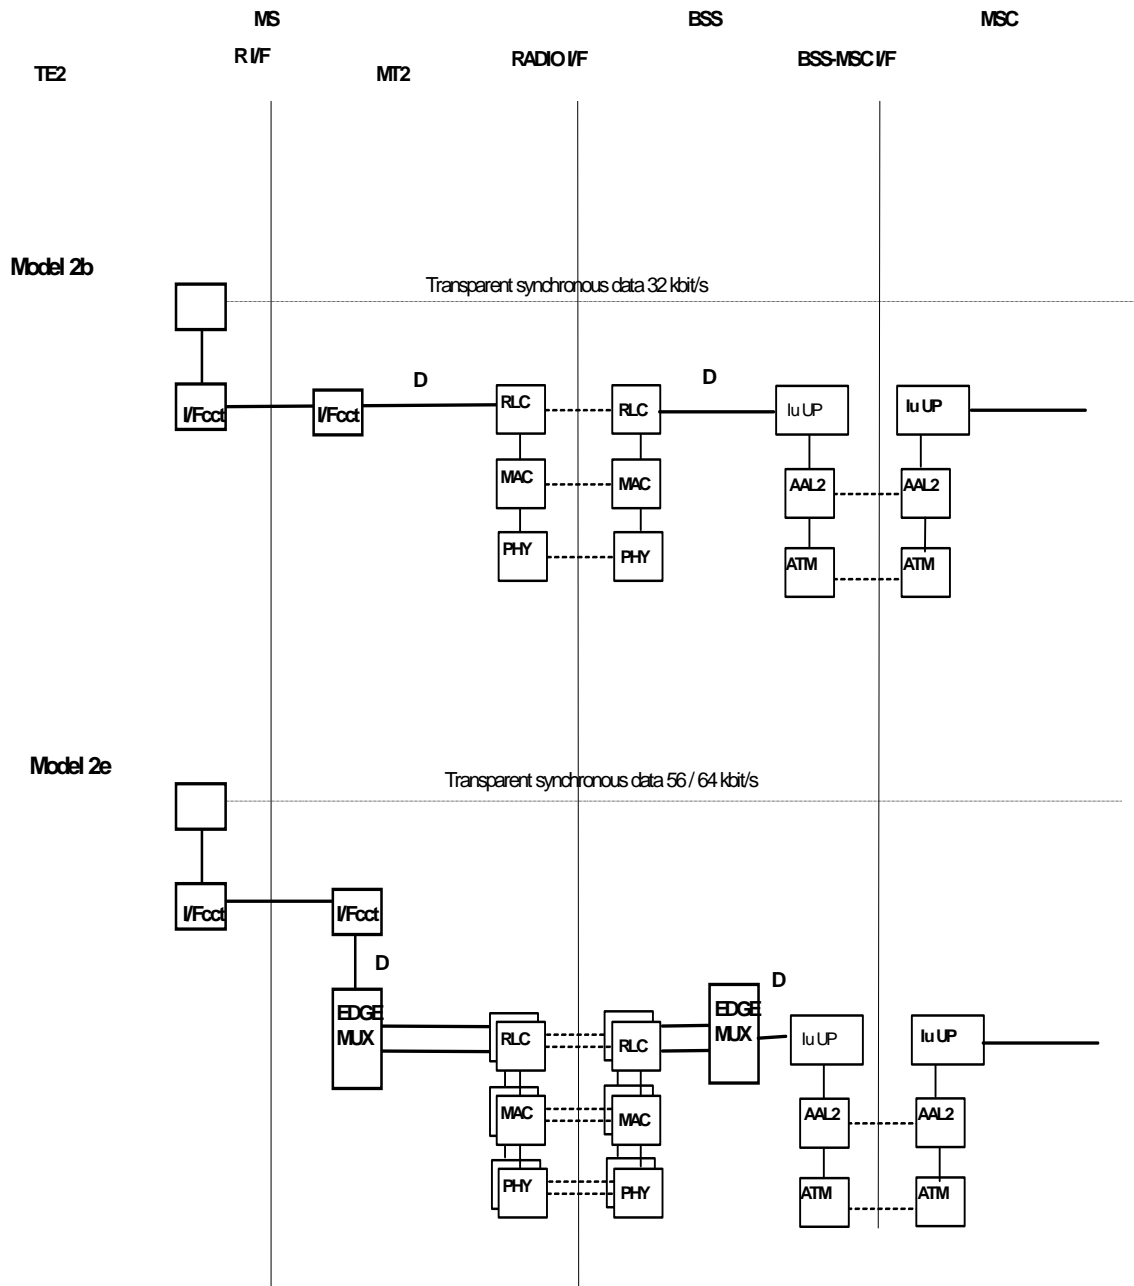 MS BSS MSC
R I/F RADIO I/F BSS-MSC I/F
TE2 MT2
Model 2b
Transparent synchronous data 32 kbit/s
D D
I/Fcct I/Fcct RLC RLC Iu UP Iu UP
MAC MAC AAL2 AAL2
PHY PHY ATM ATM
Model 2e
Transparent synchronous data 56 / 64 kbit/s
I/Fcct I/Fcct
D D
EDGE
MUX
EDGE
MUX
RLC RLC Iu UP Iu UP
MAC MAC AAL2 AAL2
PHY PHY ATM ATM